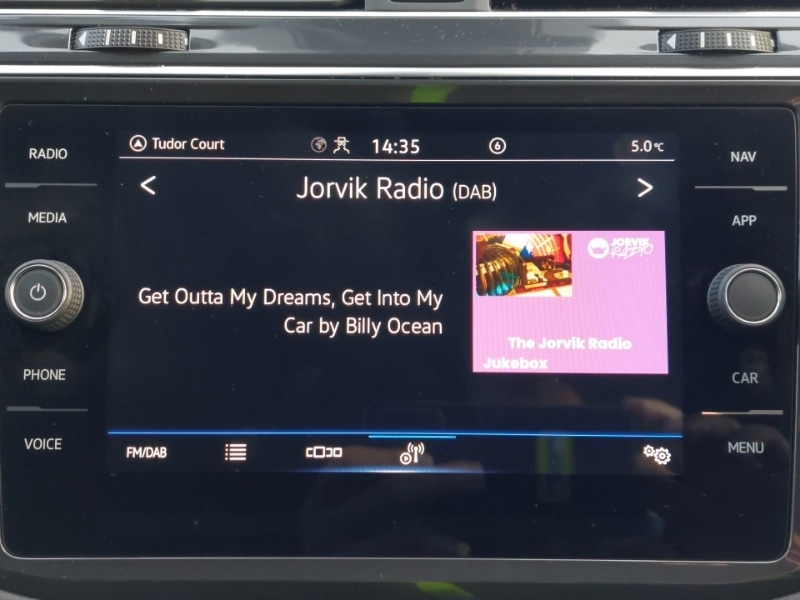 Tudor Court 14:35 6 5.0°C
RADIO
NAV
Jorvik Radio (DAB)
MEDIA
APP
JORVIK
RADIO
Get Outta My Dreams, Get Into My
Car by Billy Ocean
The Jorvik Radio
Jukebox
PHONE
CAR
VOICE
FM/DAB
MENU